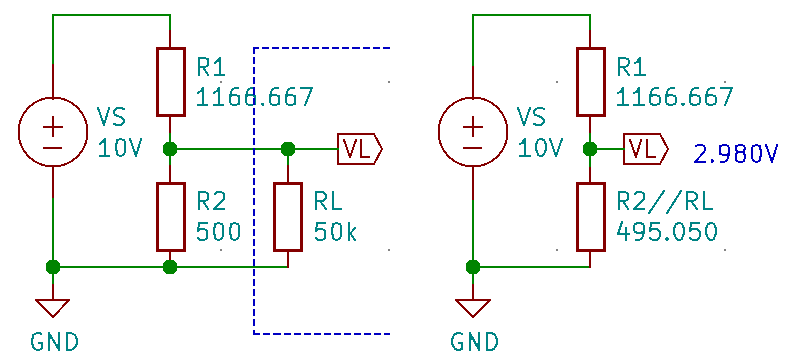 R1
1166.667
VS
10V
VL
R2
500
RL
50k
GND
R1
1166.667
VS
10V
VL
2.980V
R2//RL
495.050
GND